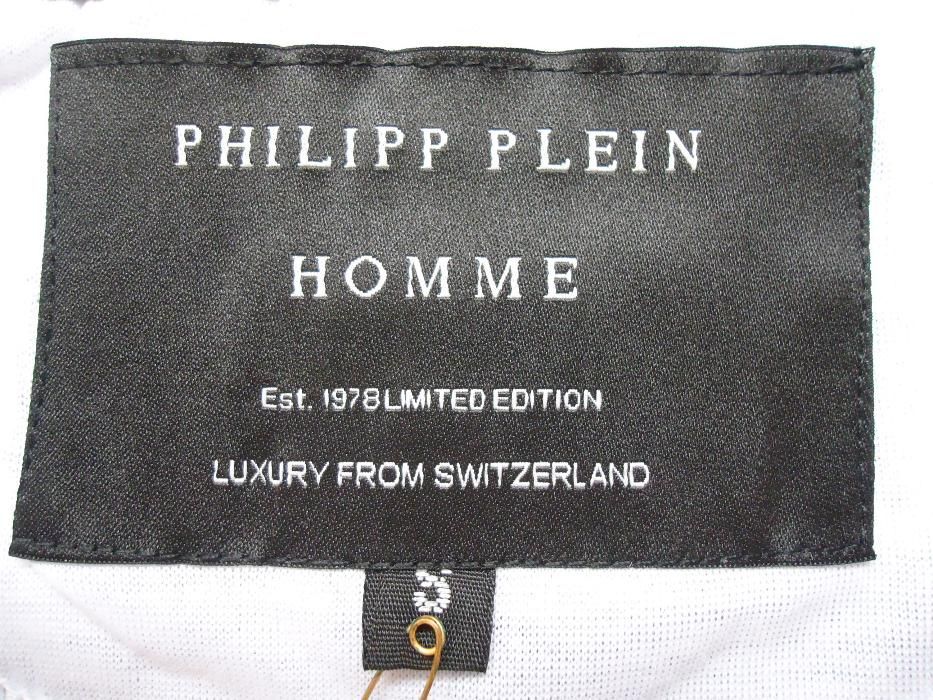 PHILIPP PLEIN
HOMME
Est. 1978 LIMITED EDITION
LUXURY FROM SWITZERLAND